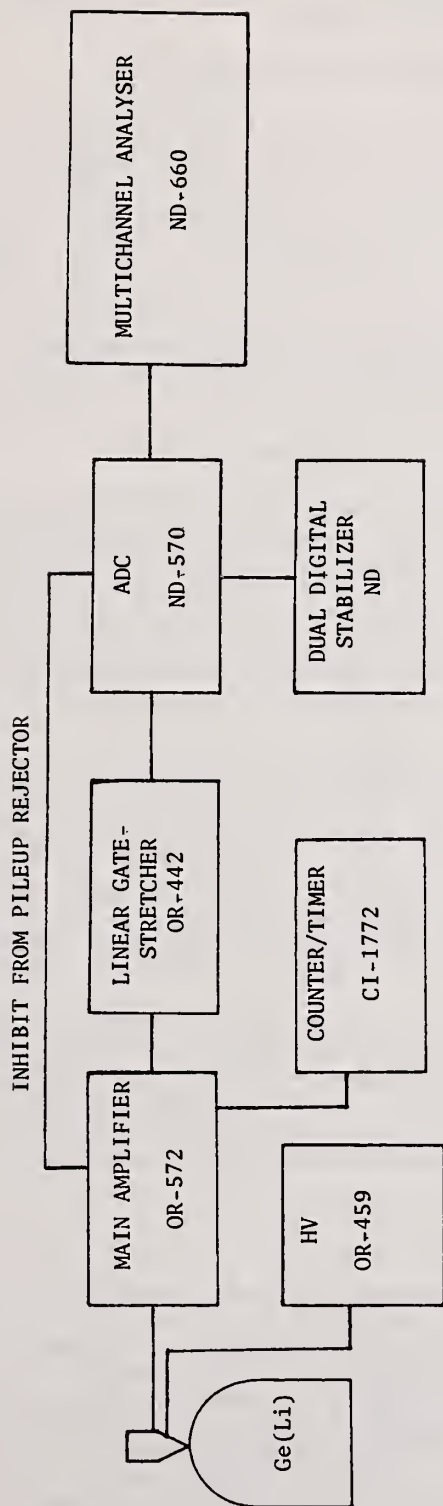 INHIBIT FROM PILEUP REJECTOR
MAIN AMPLIFIER
OR-572
LINEAR GATE-
STRETCHER
OR-442
ADC
ND-570
MULTICHANNEL ANALYSER
ND-660
Ge(Li)
HV
OR-459
COUNTER/TIMER
CI-1772
DUAL DIGITAL
STABILIZER
ND